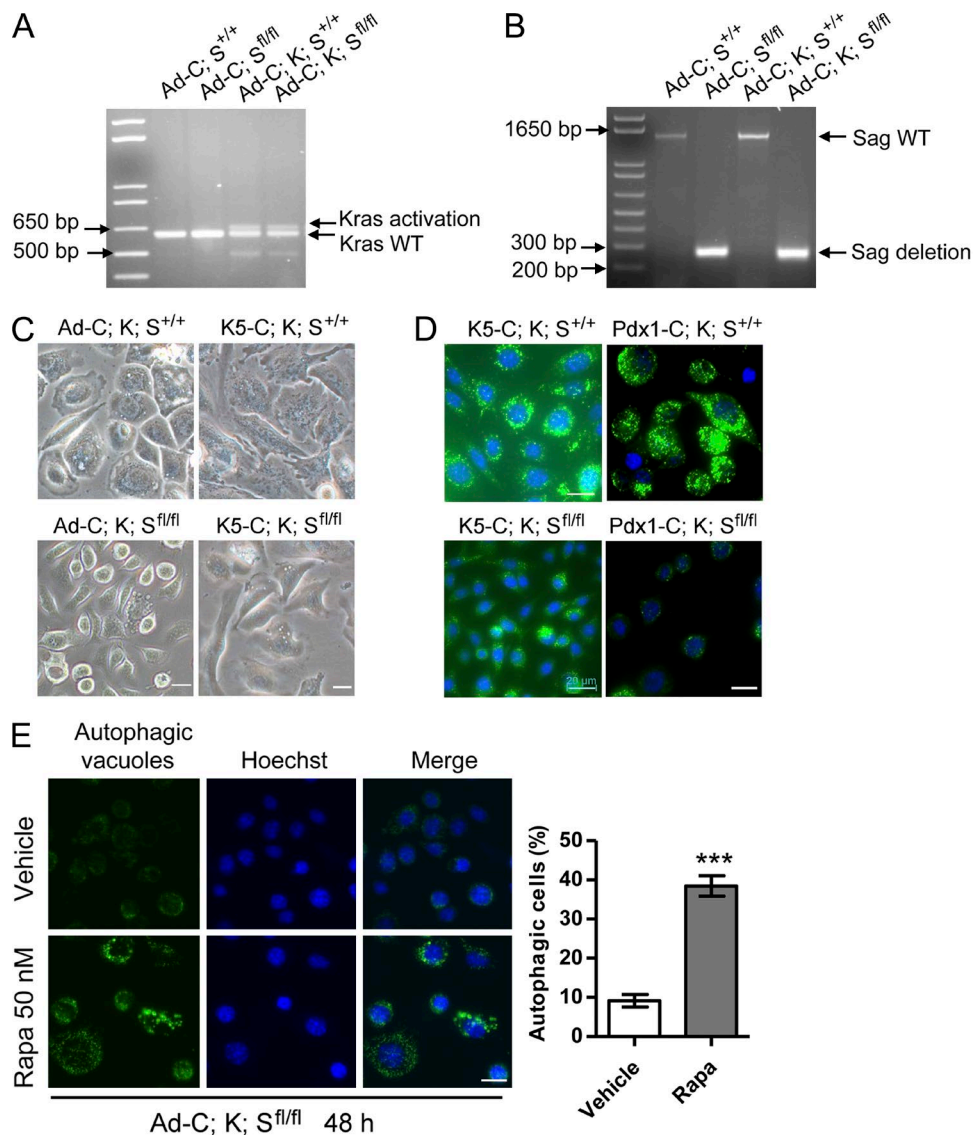 A
Ad-C; S+/+
Ad-C; Sfl/fl
Ad-C; K; S+/+
Ad-C; K; Sfl/fl
650 bp
500 bp
Kras activation
Kras WT
B
Ad-C; S+/+
Ad-C; Sfl/fl
Ad-C; K; S+/+
Ad-C; K; Sfl/fl
1650 bp
300 bp
200 bp
Sag WT
Sag deletion
C
Ad-C; K; S+/+
K5-C; K; S+/+
Ad-C; K; Sfl/fl
K5-C; K; Sfl/fl
D
K5-C; K; S+/+
Pdx1-C; K; S+/+
K5-C; K; Sfl/fl
Pdx1-C; K; Sfl/fl
20 µm
E
Autophagic
vacuoles
Hoechst
Merge
Vehicle
Rapa 50 nM
Ad-C; K; Sfl/fl 48 h
Autophagic cells (%)
50
40
30
20
10
0
***
Vehicle
Rapa